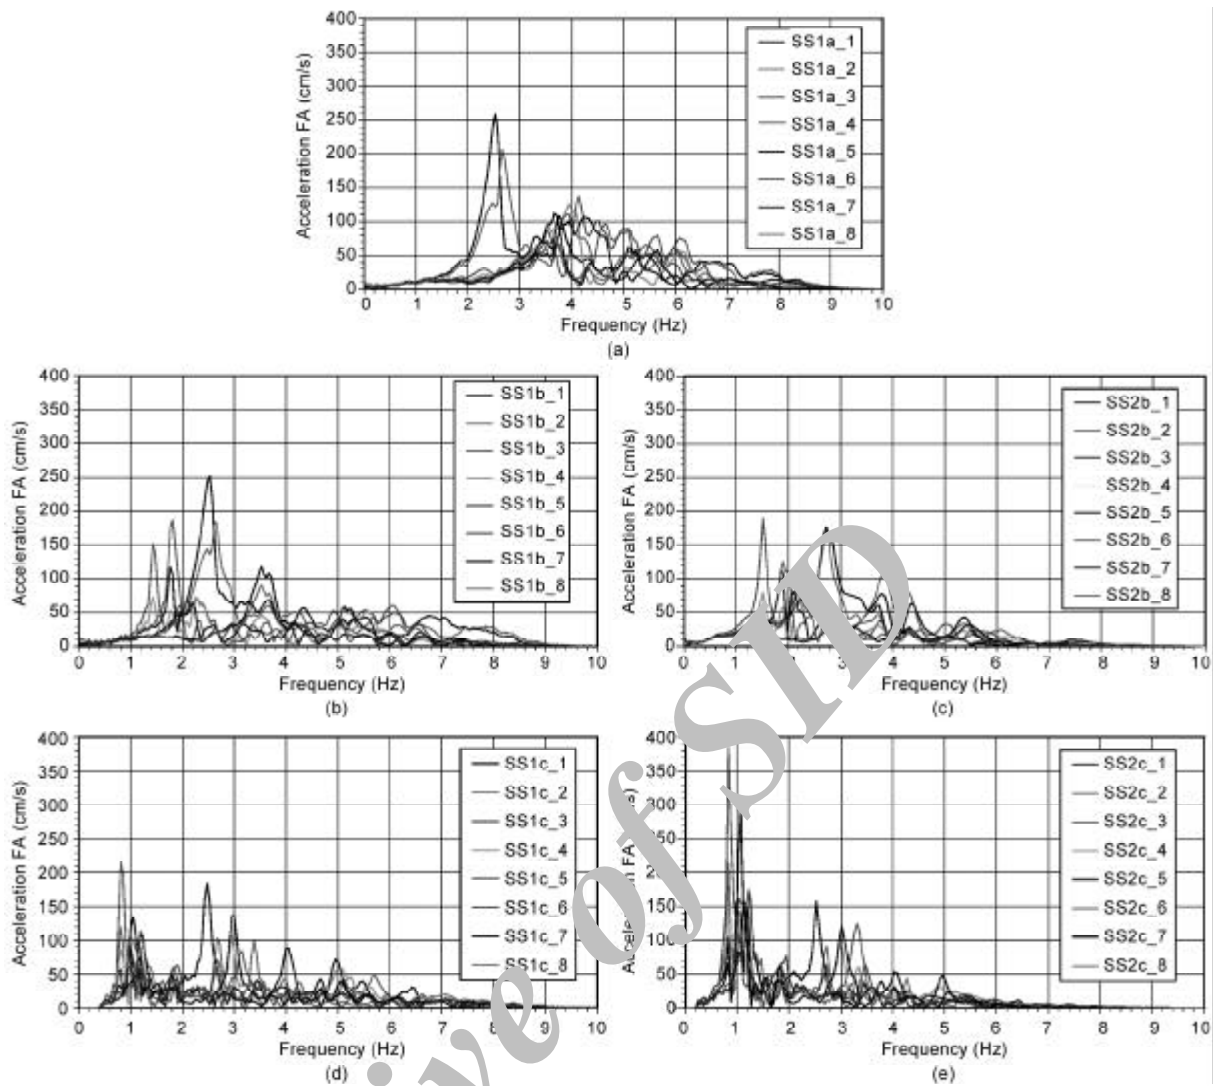 400
350
300
250
200
150
100
50
0
Acceleration FA (cm/s)
SS1a_1
SS1a_2
SS1a_3
SS1a_4
SS1a_5
SS1a_6
SS1a_7
SS1a_8
0 1 2 3 4 5 6 7 8 9 10
Frequency (Hz)
(a)
400
350
300
250
200
150
100
50
0
Acceleration FA (cm/s)
SS1b_1
SS1b_2
SS1b_3
SS1b_4
SS1b_5
SS1b_6
SS1b_7
SS1b_8
0 1 2 3 4 5 6 7 8 9 10
Frequency (Hz)
(b)
400
350
300
250
200
150
100
50
0
Acceleration FA (cm/s)
SS2b_1
SS2b_2
SS2b_3
SS2b_4
SS2b_5
SS2b_6
SS2b_7
SS2b_8
0 1 2 3 4 5 6 7 8 9 10
Frequency (Hz)
(c)
400
350
300
250
200
150
100
50
0
Acceleration FA (cm/s)
SS1c_1
SS1c_2
SS1c_3
SS1c_4
SS1c_5
SS1c_6
SS1c_7
SS1c_8
0 1 2 3 4 5 6 7 8 9 10
Frequency (Hz)
(d)
400
350
300
250
200
150
100
50
0
Acceleration FA (cm/s)
SS2c_1
SS2c_2
SS2c_3
SS2c_4
SS2c_5
SS2c_6
SS2c_7
SS2c_8
0 1 2 3 4 5 6 7 8 9 10
Frequency (Hz)
(e)
ive of SID